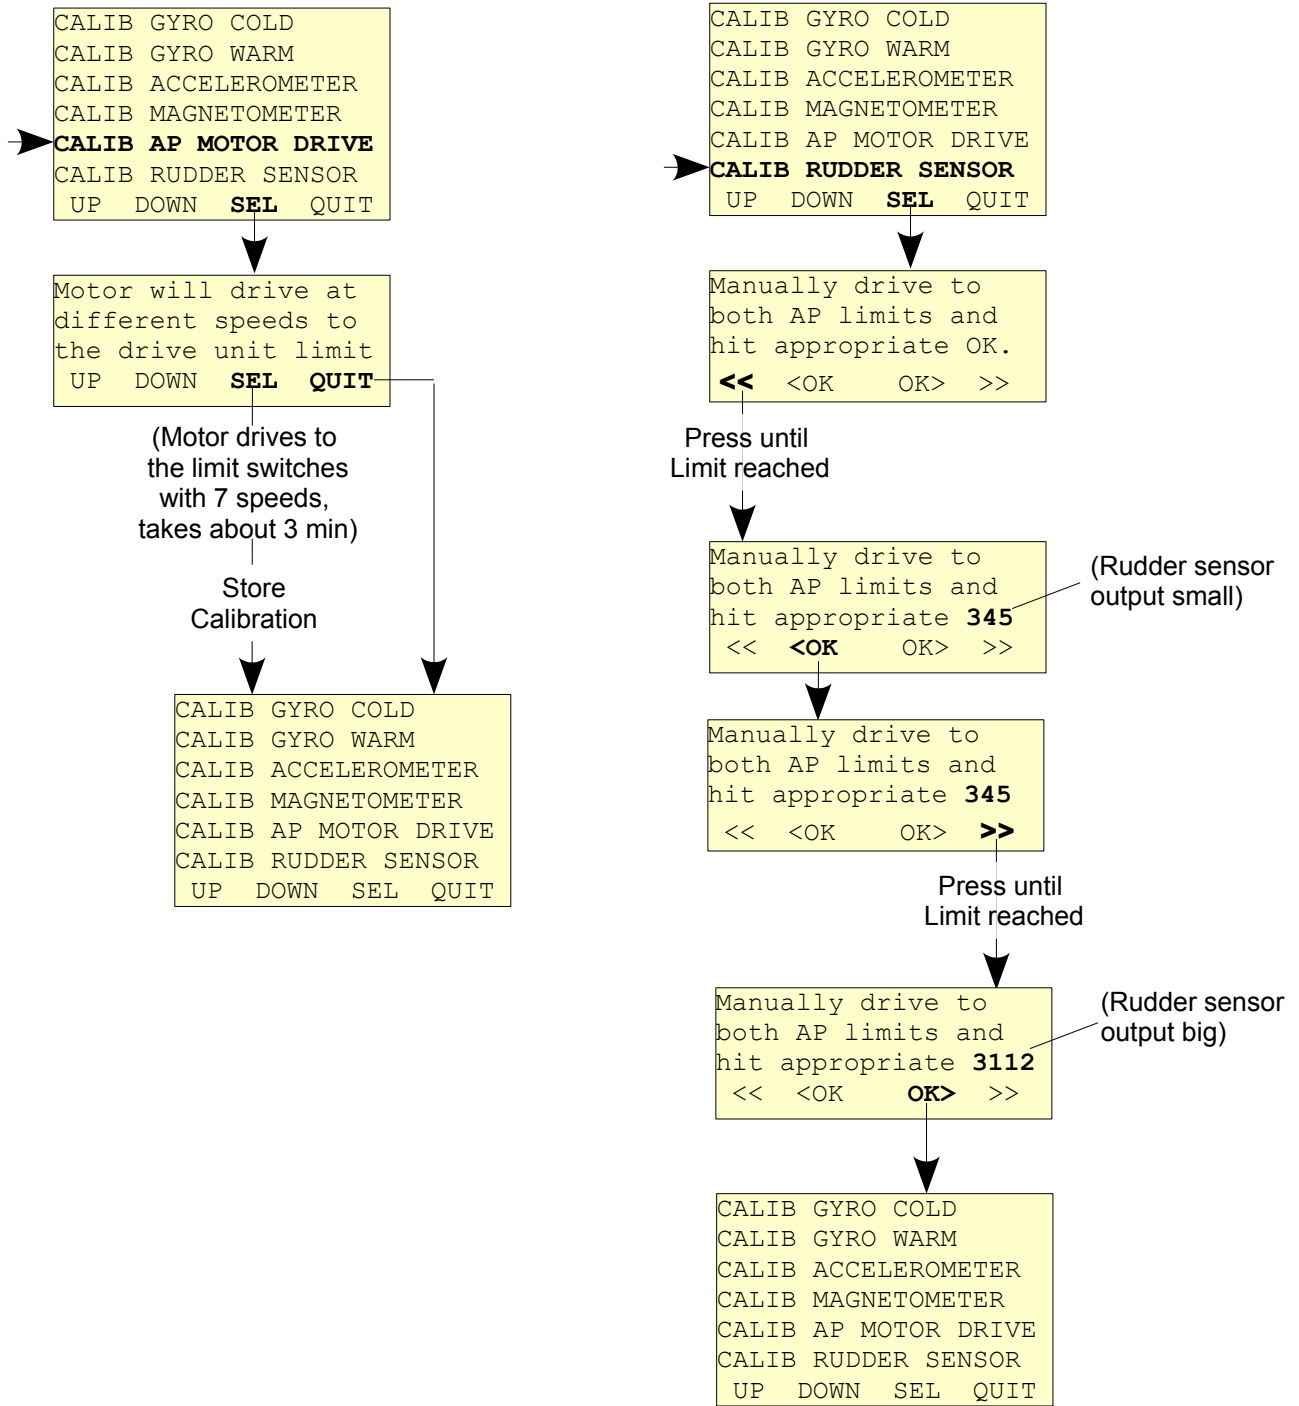 CALIB GYRO COLD
CALIB GYRO WARM
CALIB ACCELEROMETER
CALIB MAGNETOMETER
CALIB AP MOTOR DRIVE
CALIB RUDDER SENSOR
UP DOWN SEL QUIT
Motor will drive at
different speeds to
the drive unit limit
UP DOWN SEL QUIT
(Motor drives to
the limit switches
with 7 speeds,
takes about 3 min)
Store
Calibration
CALIB GYRO COLD
CALIB GYRO WARM
CALIB ACCELEROMETER
CALIB MAGNETOMETER
CALIB AP MOTOR DRIVE
CALIB RUDDER SENSOR
UP DOWN SEL QUIT
CALIB GYRO COLD
CALIB GYRO WARM
CALIB ACCELEROMETER
CALIB MAGNETOMETER
CALIB AP MOTOR DRIVE
CALIB RUDDER SENSOR
UP DOWN SEL QUIT
Manually drive to
both AP limits and
hit appropriate OK.
<< <OK OK> >>
Press until
Limit reached
Manually drive to
both AP limits and
hit appropriate 345
<< <OK OK> >>
(Rudder sensor
output small)
Manually drive to
both AP limits and
hit appropriate 345
<< <OK OK> >>
Press until
Limit reached
Manually drive to
both AP limits and
hit appropriate 3112
<< <OK OK> >>
(Rudder sensor
output big)
CALIB GYRO COLD
CALIB GYRO WARM
CALIB ACCELEROMETER
CALIB MAGNETOMETER
CALIB AP MOTOR DRIVE
CALIB RUDDER SENSOR
UP DOWN SEL QUIT